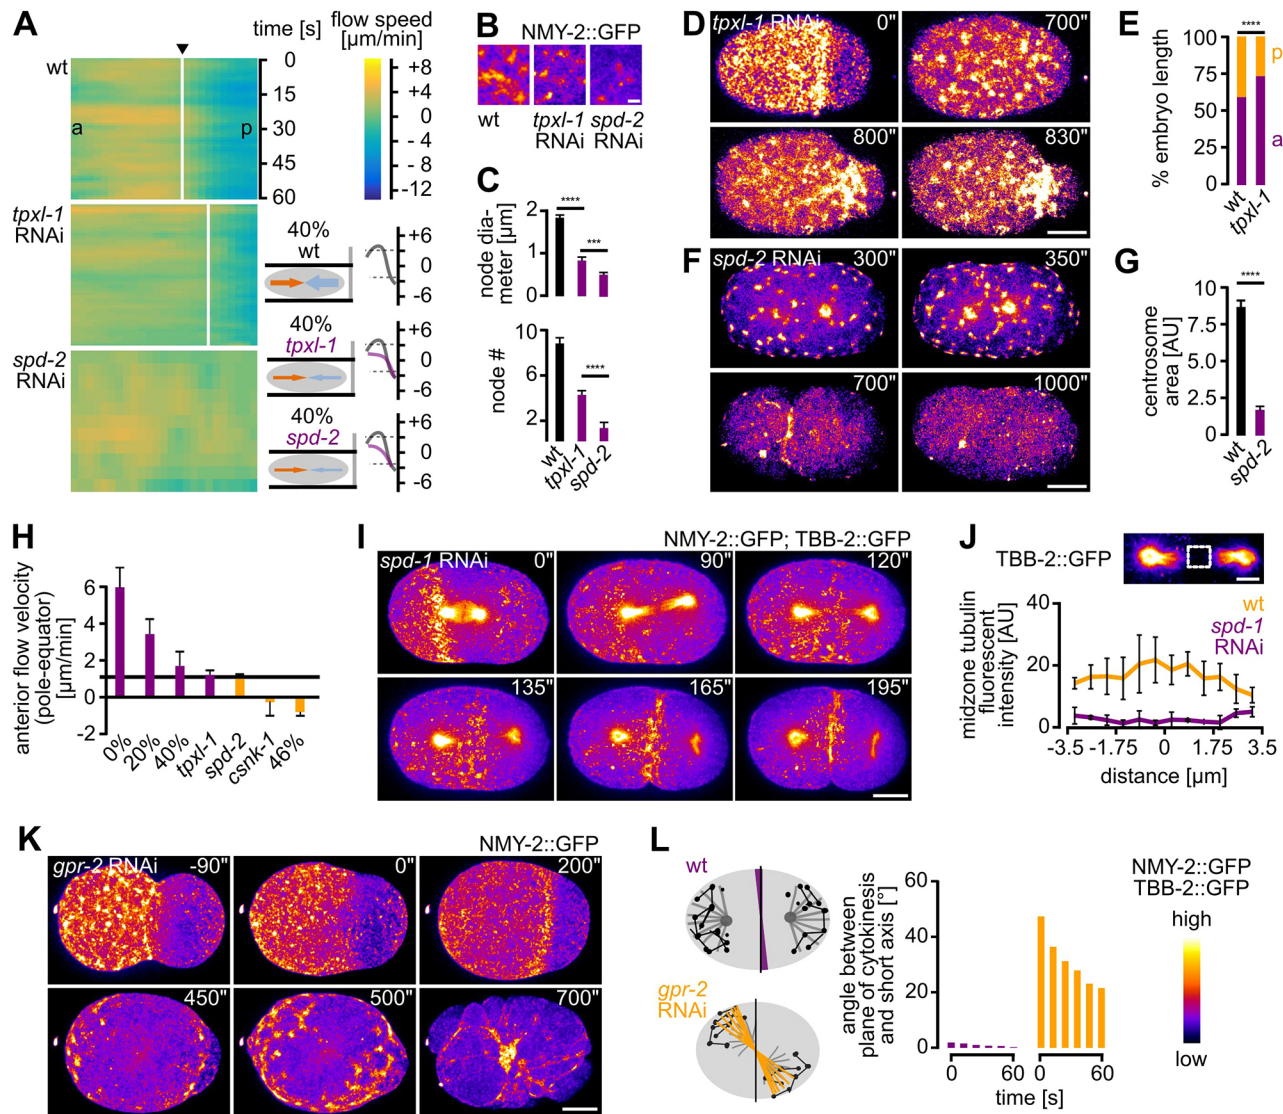 A
time [s]
flow speed
[µm/min]
wt
a
p
0
15
30
45
60
+8
+4
0
- 4
- 8
-12
tpxl-1
RNAi
spd-2
RNAi
40%
wt
+6
0
-6
40%
tpxl-1
+6
0
-6
40%
spd-2
+6
0
-6
B
NMY-2::GFP
wt
tpxl-1
RNAi
spd-2
RNAi
C
node dia-
meter [µm]
2
1
0
****
***
node #
10
6
2
****
wt
tpxl-1
spd-2
D
tpxl-1 RNAi
0"
700"
800"
830"
E
% embryo length
100
75
50
25
0
****
p
a
wt
tpxl-1
F
spd-2 RNAi
300"
350"
700"
1000"
G
centrosome
area [AU]
10
7.5
5.0
2.5
0
****
wt
spd-2
H
anterior flow velocity
(pole-equator)
[µm/min]
6
4
2
0
-2
0%
20%
40%
tpxl-1
spd-2
csnk-1
46%
I
NMY-2::GFP; TBB-2::GFP
spd-1 RNAi
0"
90"
120"
135"
165"
195"
J
TBB-2::GFP
wt
spd-1
RNAi
midzone tubulin
fluorescent
intensity [AU]
40
20
0
-3.5
-1.75
0
1.75
3.5
distance [µm]
K
NMY-2::GFP
gpr-2 RNAi
-90"
0"
200"
450"
500"
700"
L
wt
gpr-2
RNAi
angle between
plane of cytokinesis
and short axis [°]
60
40
20
0
0
60
0
60
time [s]
NMY-2::GFP
TBB-2::GFP
high
low